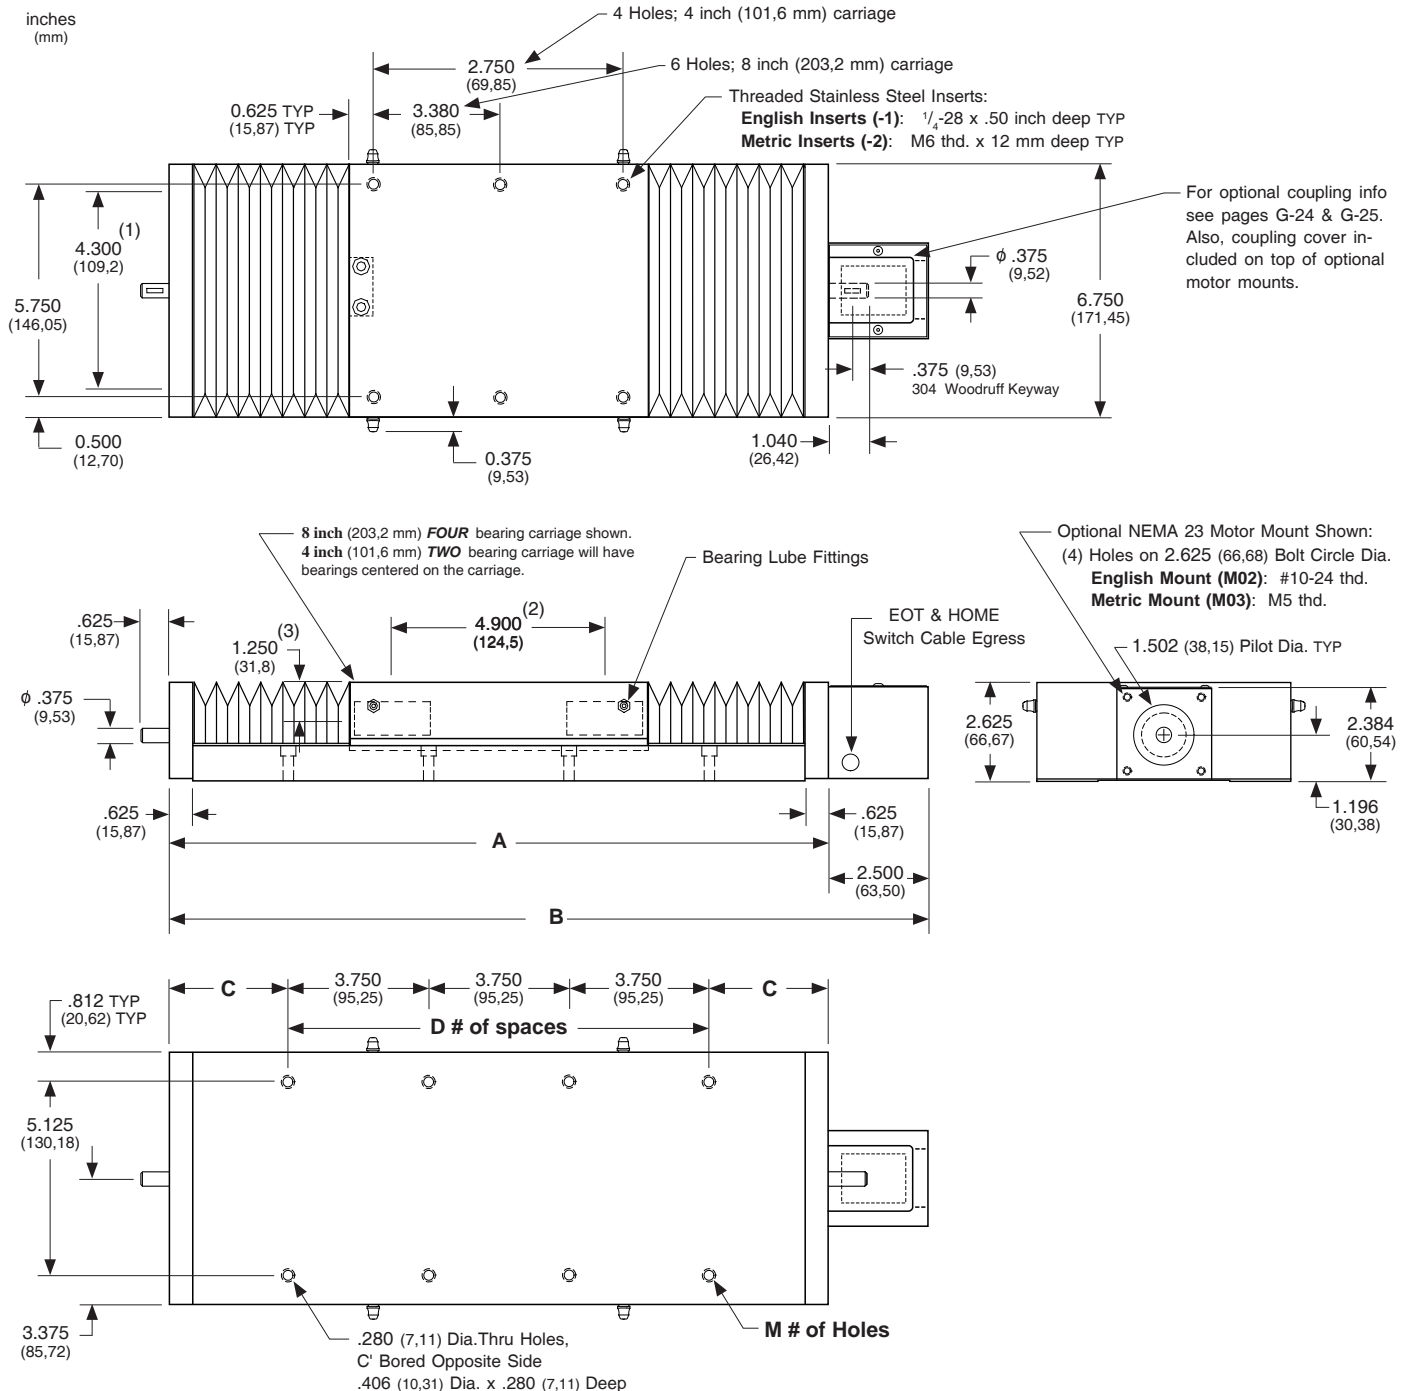 inches
(mm)
4 Holes; 4 inch (101,6 mm) carriage
2.750
(69,85)
6 Holes; 8 inch (203,2 mm) carriage
0.625 TYP
(15,87) TYP
3.380
(85,85)
Threaded Stainless Steel Inserts:
English Inserts (-1): 1/4-28 x .50 inch deep TYP
Metric Inserts (-2): M6 thd. x 12 mm deep TYP
For optional coupling info
see pages G-24 & G-25.
Also, coupling cover in-
cluded on top of optional
motor mounts.
(1)
4.300
(109,2)
5.750
(146,05)
ϕ .375
(9,52)
6.750
(171,45)
.375 (9,53)
304 Woodruff Keyway
0.500
(12,70)
0.375
(9,53)
1.040
(26,42)
8 inch (203,2 mm) FOUR bearing carriage shown.
4 inch (101,6 mm) TWO bearing carriage will have
bearings centered on the carriage.
Bearing Lube Fittings
Optional NEMA 23 Motor Mount Shown:
(4) Holes on 2.625 (66,68) Bolt Circle Dia.
English Mount (M02): #10-24 thd.
Metric Mount (M03): M5 thd.
.625
(15,87)
(3)
1.250
(31,8)
(2)
4.900
(124,5)
EOT & HOME
Switch Cable Egress
1.502 (38,15) Pilot Dia. TYP
ϕ .375
(9,53)
2.625
(66,67)
2.384
(60,54)
.625
(15,87)
.625
(15,87)
1.196
(30,38)
A
2.500
(63,50)
B
C
3.750
(95,25)
3.750
(95,25)
3.750
(95,25)
C
.812 TYP
(20,62) TYP
D # of spaces
5.125
(130,18)
3.375
(85,72)
.280 (7,11) Dia.Thru Holes,
C' Bored Opposite Side
.406 (10,31) Dia. x .280 (7,11) Deep
M # of Holes